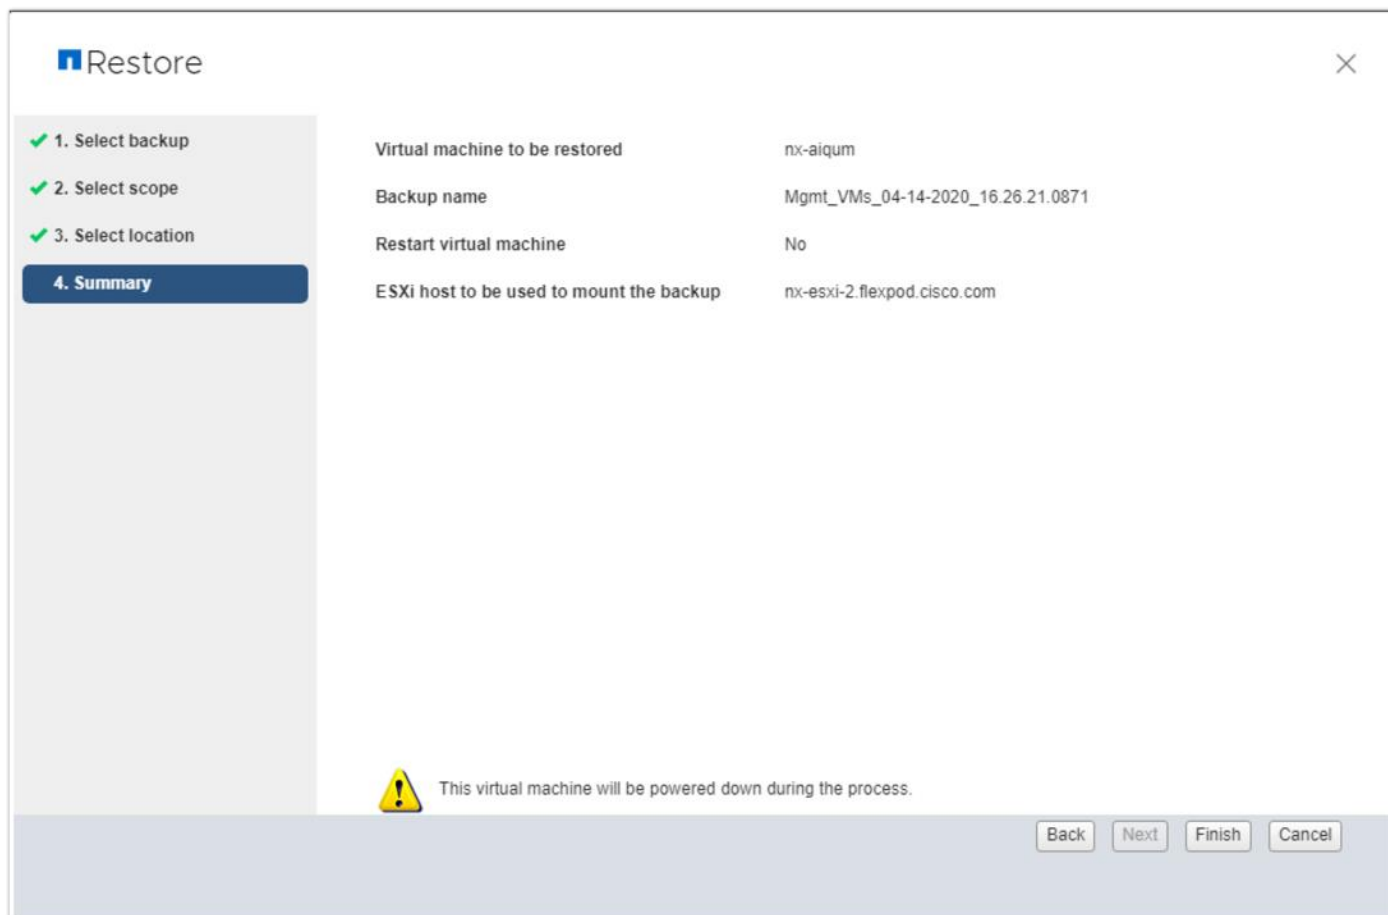 Restore
1. Select backup
2. Select scope
3. Select location
4. Summary
Virtual machine to be restored nx-aiqum
Backup name Mgmt_VMs_04-14-2020_16.26.21.0871
Restart virtual machine No
ESXi host to be used to mount the backup nx-esxi-2.flexpod.cisco.com
This virtual machine will be powered down during the process.
Back Next Finish Cancel